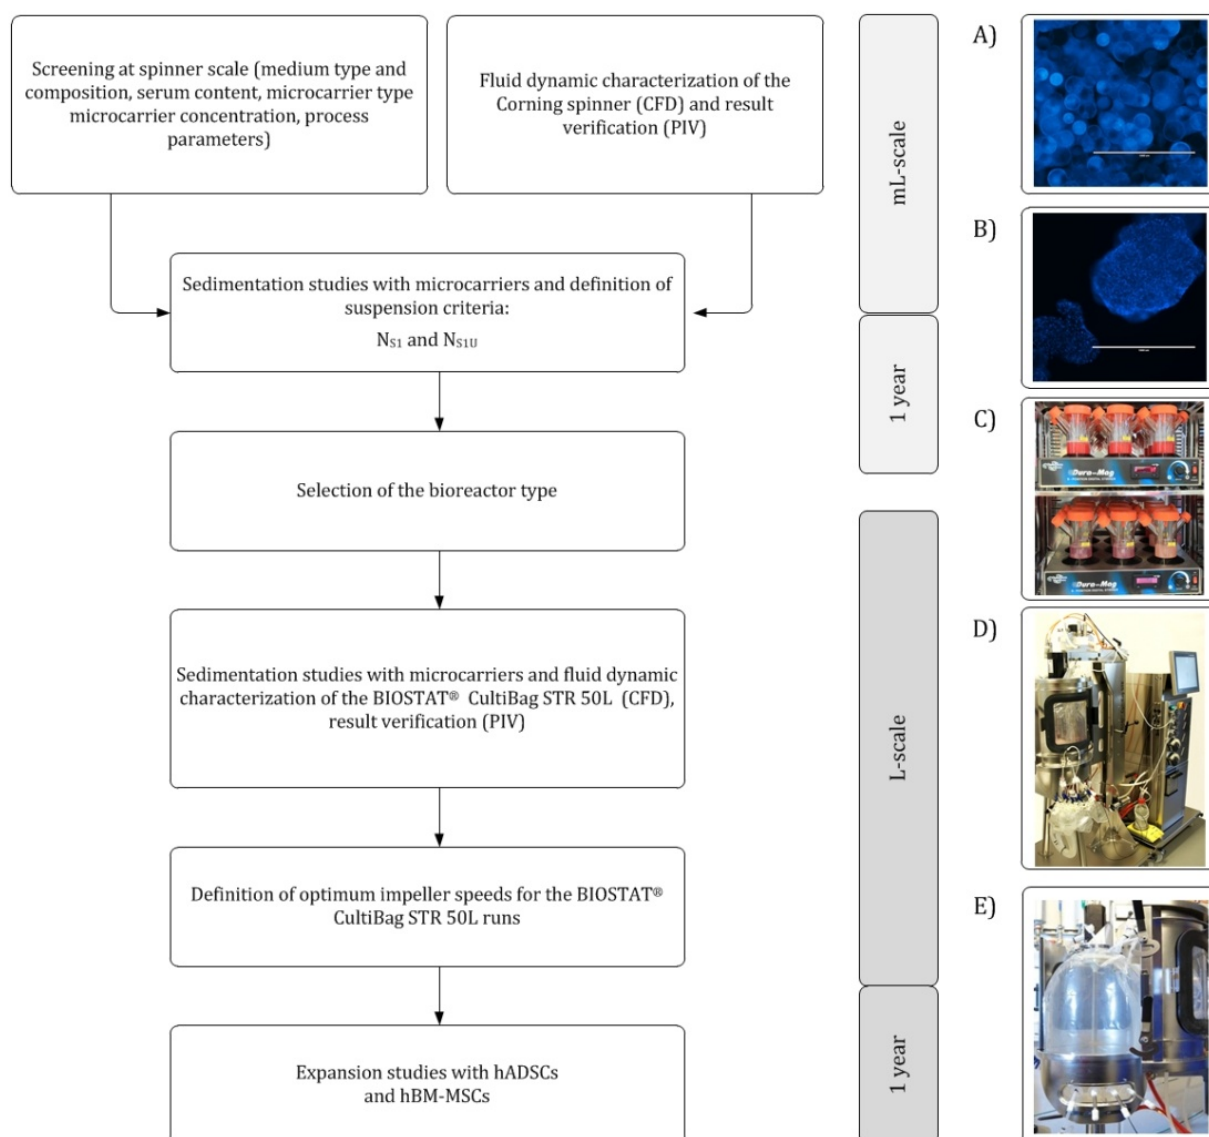 Screening at spinner scale (medium type and
composition, serum content, microcarrier type
microcarrier concentration, process
parameters)
Fluid dynamic characterization of the
Corning spinner (CFD) and result
verification (PIV)
Sedimentation studies with microcarriers and definition of
suspension criteria:
NS1 and NS1U
Selection of the bioreactor type
Sedimentation studies with microcarriers and fluid dynamic
characterization of the BIOSTAT® CultiBag STR 50L (CFD),
result verification (PIV)
Definition of optimum impeller speeds for the BIOSTAT®
CultiBag STR 50L runs
Expansion studies with hADSCs
and hBM-MSCs
mL-scale
1 year
L-scale
1 year
A)
B)
C)
Dura-Mag
Dura-Mag
D)
E)